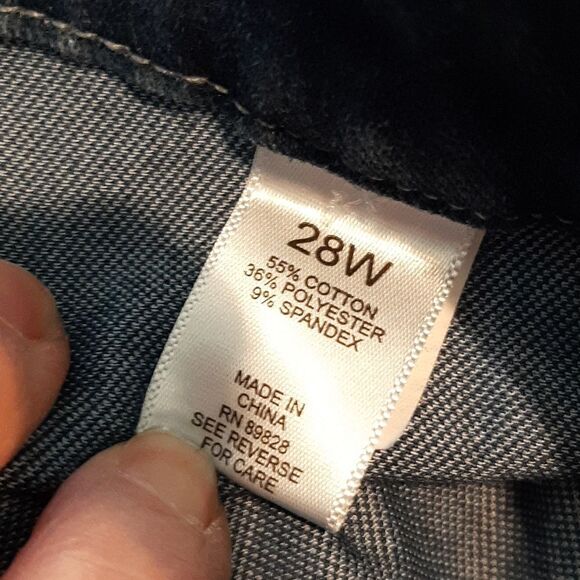 28W
55% COTTON
36% POLYESTER
9% SPANDEX
MADE IN
CHINA
RN 89828
SEE REVERSE
FOR CARE